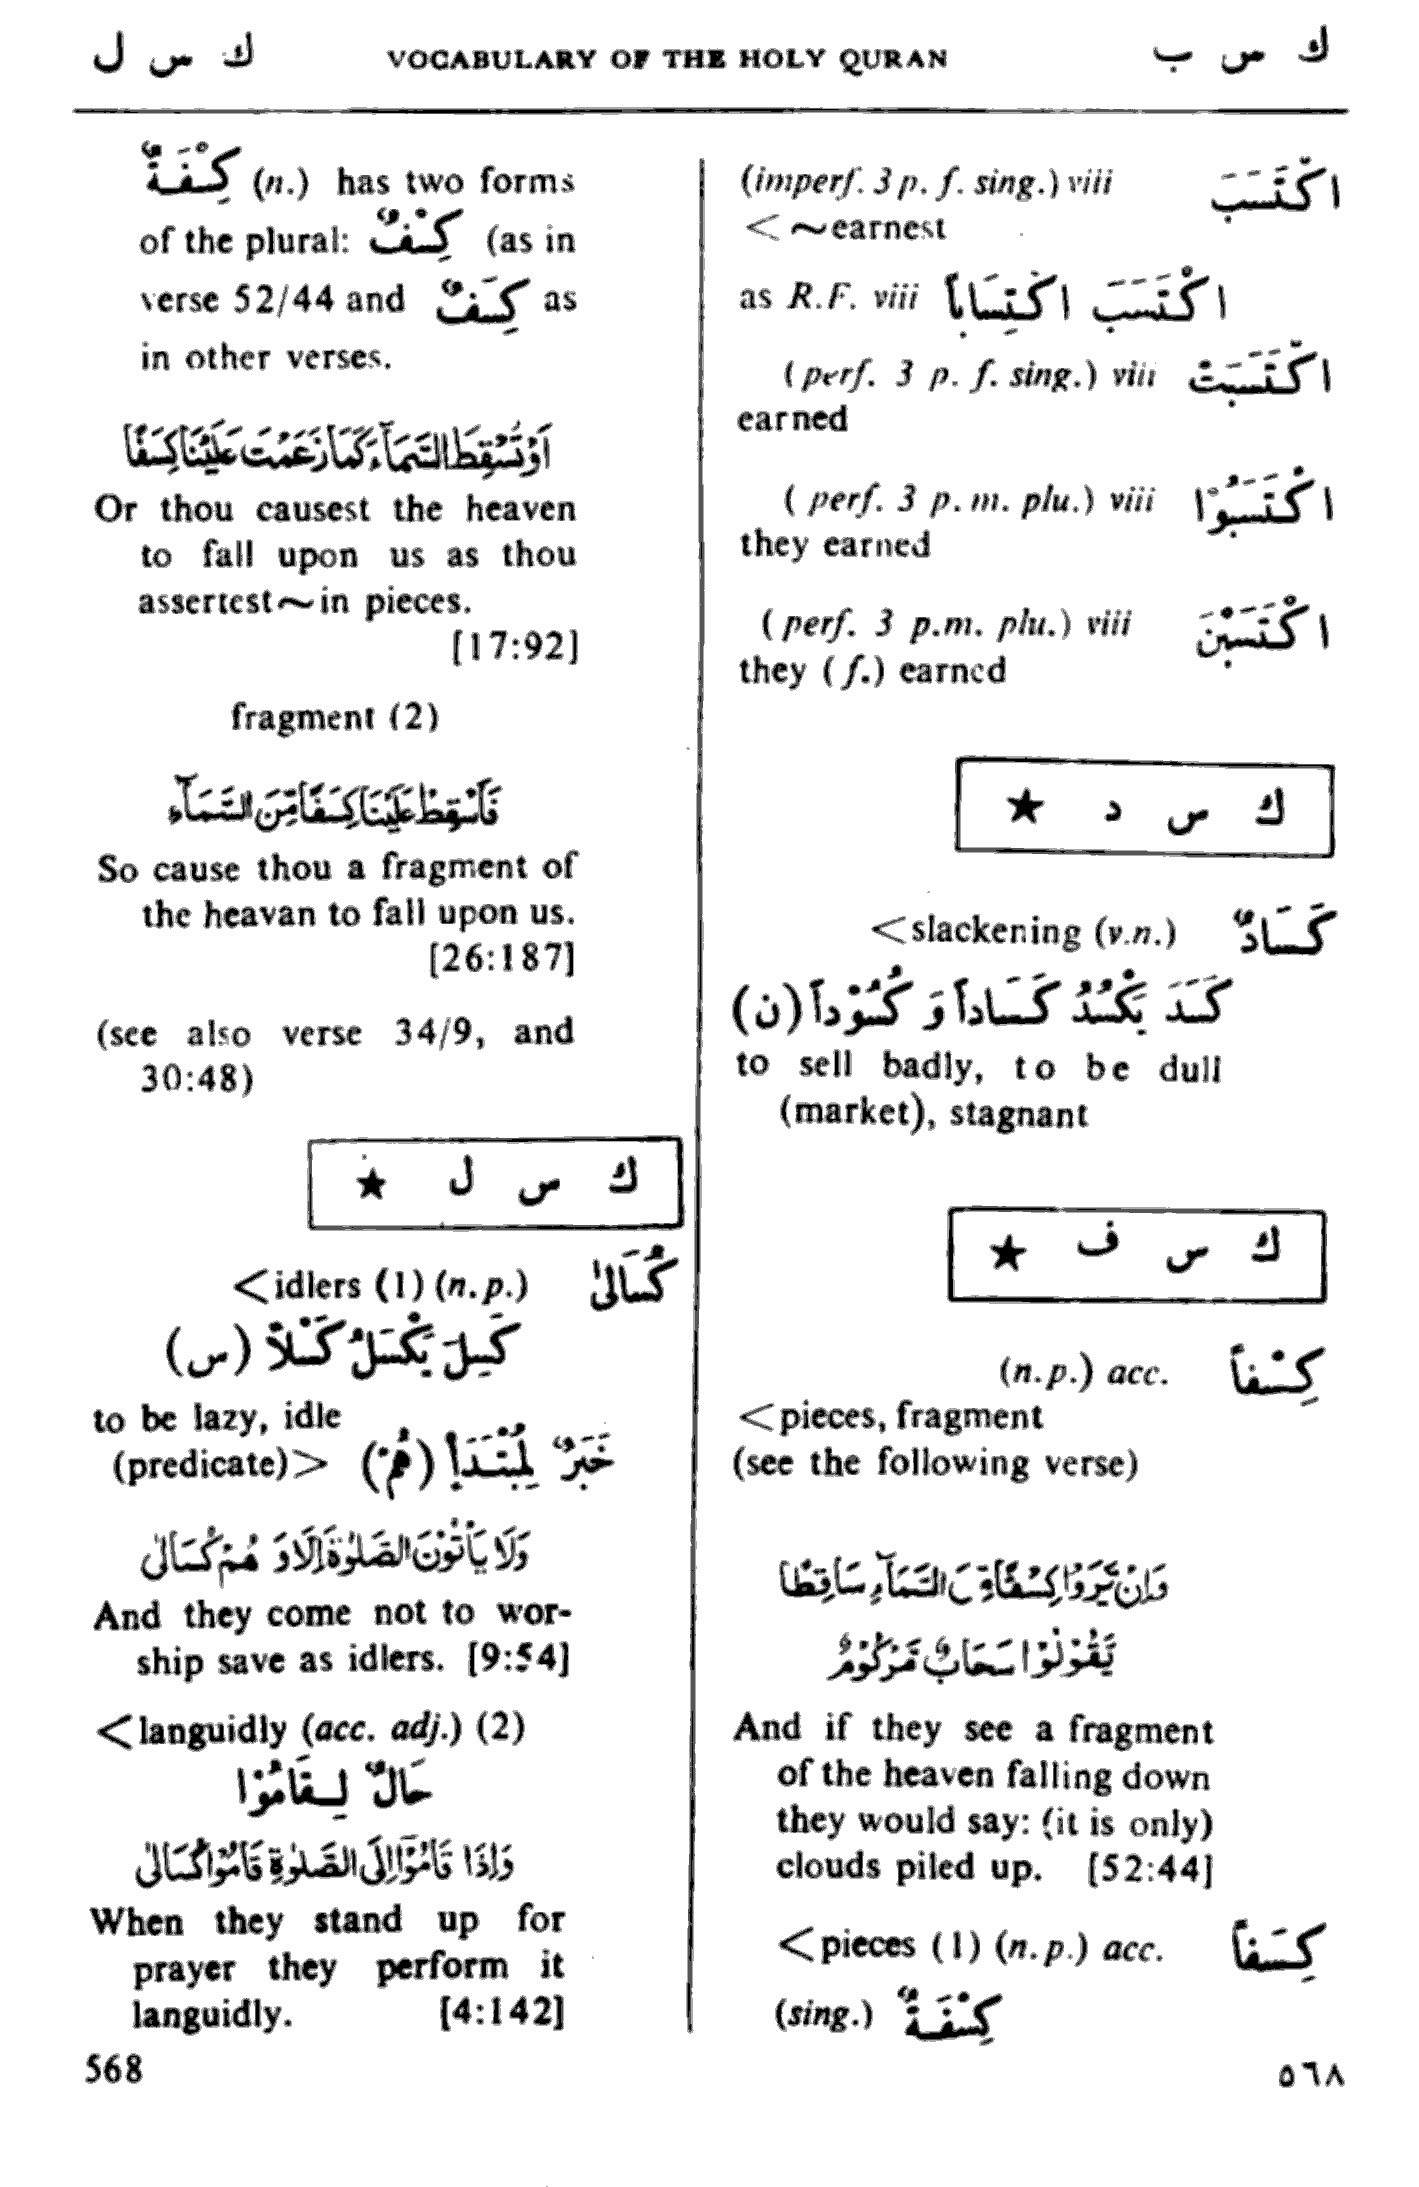 ك س ل VOCABULARY OF THE HOLY QURAN ك س ب
(imperf. 3 p. f. sing.) viii اكْتَسَبَ
< ~earnest
as R.F. viii اكْتَسَبَ اكْتِسَاباً
( perf. 3 p. f. sing.) viii اكْتَسَبَتْ
earned
( perf. 3 p. m. plu.) viii اكْتَسَبُوْا
they earned
( perf. 3 p.m. plu.) viii اكْتَسَبْنَ
they ( f.) earned
ك س د ★
<slackening (v.n.) كَسَادٌ
كَسَدَ يَكْسُدُ كَسَاداً وَ كُسُوْداً (ن)
to sell badly, to be dull
(market), stagnant
ك س ف ★
(n.p.) acc. كِسْفاً
<pieces, fragment
(see the following verse)
وَاِنْ يَّرَوْا كِسْفًا مِّنَ السَّمَآءِ سَاقِطًا
يَّقُوْلُوْا سَحَابٌ مَّرْكُوْمٌ
And if they see a fragment
of the heaven falling down
they would say: (it is only)
clouds piled up. [52:44]
<pieces (1) (n.p.) acc. كِسَفاً
(sing.) كِسْفَةٌ
كِسْفَةٌ (n.) has two forms
of the plural: كِسْفٌ (as in
verse 52/44 and كِسَفٌ as
in other verses.
اَوْ تُسْقِطَ السَّمَآءَ كَمَا زَعَمْتَ عَلَيْنَا كِسَفًا
Or thou causest the heaven
to fall upon us as thou
assertest~in pieces.
[17:92]
fragment (2)
فَاَسْقِطْ عَلَيْنَا كِسَفًا مِّنَ السَّمَآءِ
So cause thou a fragment of
the heavan to fall upon us.
[26:187]
(see also verse 34/9, and
30:48)
ك س ل ★
<idlers (1) (n.p.) كُسَالىٰ
كَسِلَ يَكْسَلُ كَسْلاً (س)
to be lazy, idle
(predicate)> خَبَرٌ لِمُبْتَدَأ (هُمْ)
وَلَا يَأْتُوْنَ الصَّلٰوةَ اِلَّا وَ هُمْ كُسَالٰى
And they come not to wor-
ship save as idlers. [9:54]
<languidly (acc. adj.) (2)
حَالٌ لِـقَامُوْا
وَاِذَا قَامُوْٓا اِلَى الصَّلٰوةِ قَامُوْا كُسَالٰى
When they stand up for
prayer they perform it
languidly. [4:142]
568 ٥٦٨